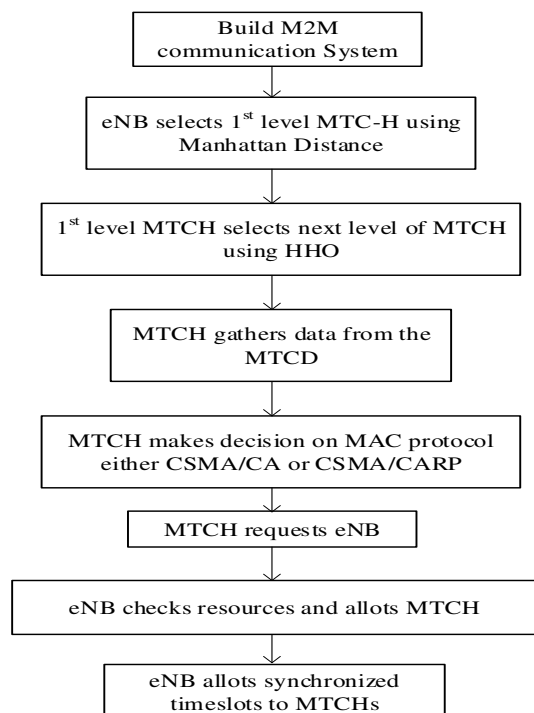 Build M2M
communication System
eNB selects 1st level MTC-H using
Manhattan Distance
1st level MTCH selects next level of MTCH
using HHO
MTCH gathers data from the
MTCD
MTCH makes decision on MAC protocol
either CSMA/CA or CSMA/CARP
MTCH requests eNB
eNB checks resources and allots MTCH
eNB allots synchronized
timeslots to MTCHs